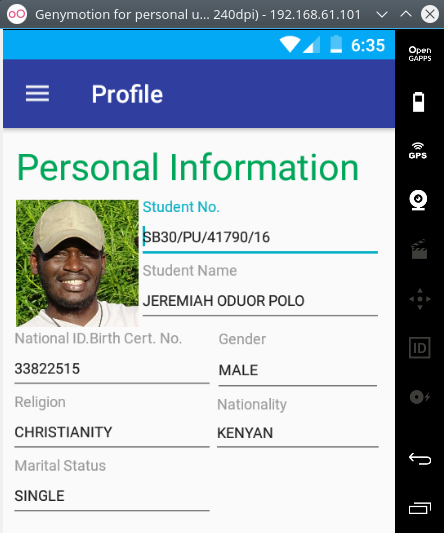 Genymotion for personal u... 240dpi) - 192.168.61.101
6:35
Open
GAPPS
Profile
GPS
Personal Information
Student No.
SB30/PU/41790/16
Student Name
JEREMIAH ODUOR POLO
National ID.Birth Cert. No.
Gender
33822515
MALE
ID
Religion
Nationality
CHRISTIANITY
KENYAN
Marital Status
SINGLE